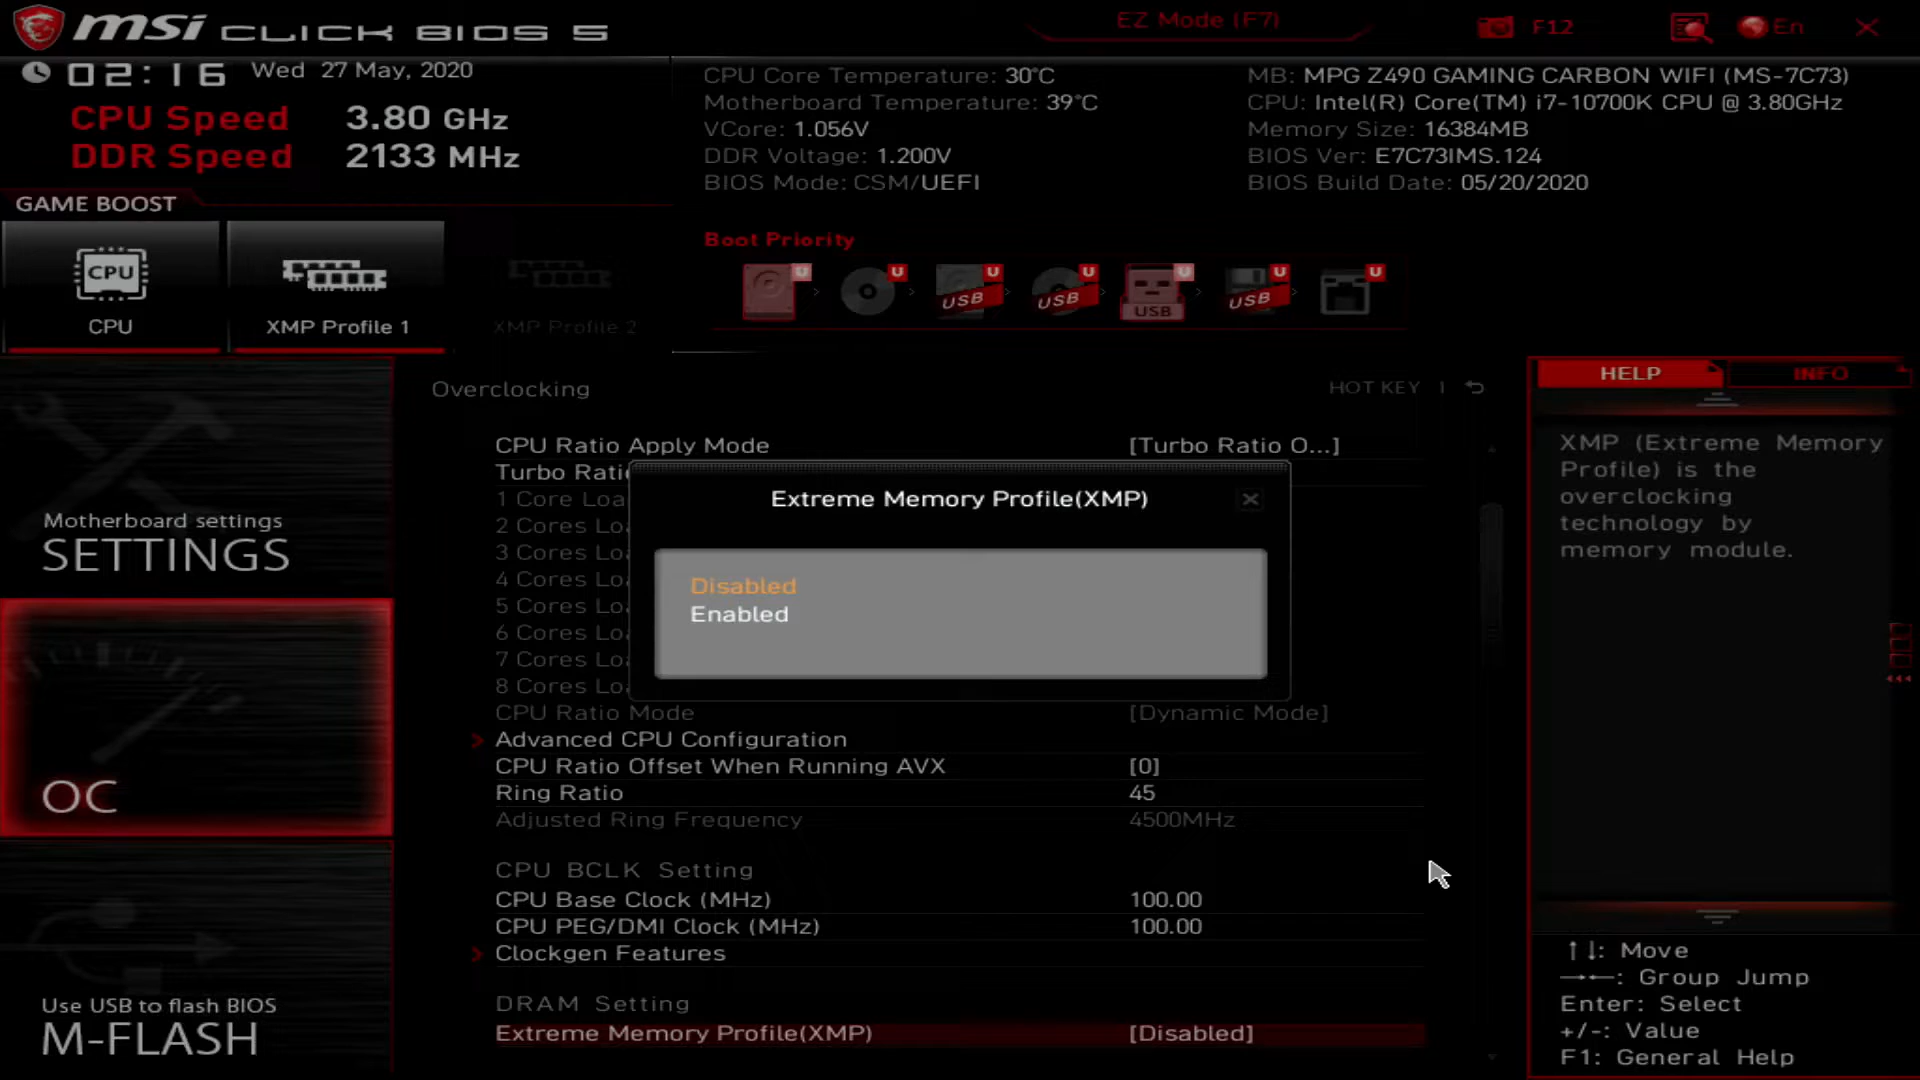 msi CLICK BIOS 5
EZ Mode (F7)
F12
En
02:16 Wed 27 May, 2020
CPU Speed 3.80 GHz
DDR Speed 2133 MHz
CPU Core Temperature: 30°C
Motherboard Temperature: 39°C
VCore: 1.056V
DDR Voltage: 1.200V
BIOS Mode: CSM/UEFI
MB: MPG Z490 GAMING CARBON WIFI (MS-7C73)
CPU: Intel(R) Core(TM) i7-10700K CPU @ 3.80GHz
Memory Size: 16384MB
BIOS Ver: E7C73IMS.124
BIOS Build Date: 05/20/2020
GAME BOOST
CPU
CPU
XMP Profile 1
XMP Profile 2
Boot Priority
U U U U U U U
USB USB USB USB
Motherboard settings
SETTINGS
OC
Use USB to flash BIOS
M-FLASH
Overclocking
HOT KEY |
CPU Ratio Apply Mode [Turbo Ratio O...]
Turbo Rati
1 Core Loa
2 Cores Loa
3 Cores Loa
4 Cores Loa
5 Cores Loa
6 Cores Loa
7 Cores Loa
8 Cores Loa
CPU Ratio Mode [Dynamic Mode]
> Advanced CPU Configuration
CPU Ratio Offset When Running AVX [0]
Ring Ratio 45
Adjusted Ring Frequency 4500MHz
CPU BCLK Setting
CPU Base Clock (MHz) 100.00
CPU PEG/DMI Clock (MHz) 100.00
> Clockgen Features
DRAM Setting
Extreme Memory Profile(XMP) [Disabled]
Extreme Memory Profile(XMP)
Disabled
Enabled
HELP
INFO
XMP (Extreme Memory
Profile) is the
overclocking
technology by
memory module.
↑↓: Move
→←: Group Jump
Enter: Select
+/-: Value
F1: General Help